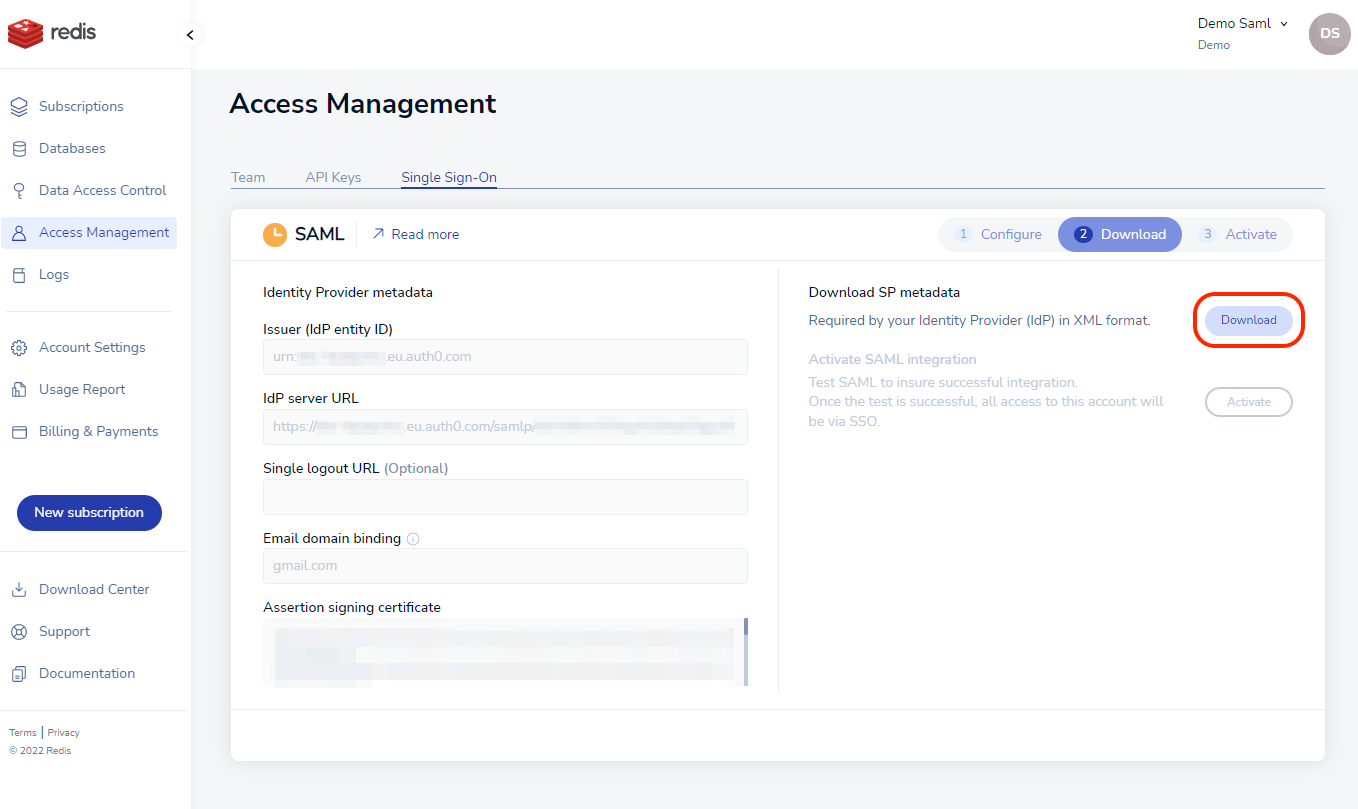 redis
Demo Saml
Demo
DS
Subscriptions
Databases
Data Access Control
Access Management
Logs
Account Settings
Usage Report
Billing & Payments
New subscription
Download Center
Support
Documentation
Terms | Privacy
© 2022 Redis
Access Management
Team
API Keys
Single Sign-On
SAML
Read more
1 Configure
2 Download
3 Activate
Identity Provider metadata
Issuer (IdP entity ID)
urn: .eu.auth0.com
IdP server URL
https:// .eu.auth0.com/samlp/
Single logout URL (Optional)
Email domain binding
gmail.com
Assertion signing certificate
Download SP metadata
Required by your Identity Provider (IdP) in XML format.
Download
Activate SAML integration
Test SAML to insure successful integration.
Once the test is successful, all access to this account will
be via SSO.
Activate